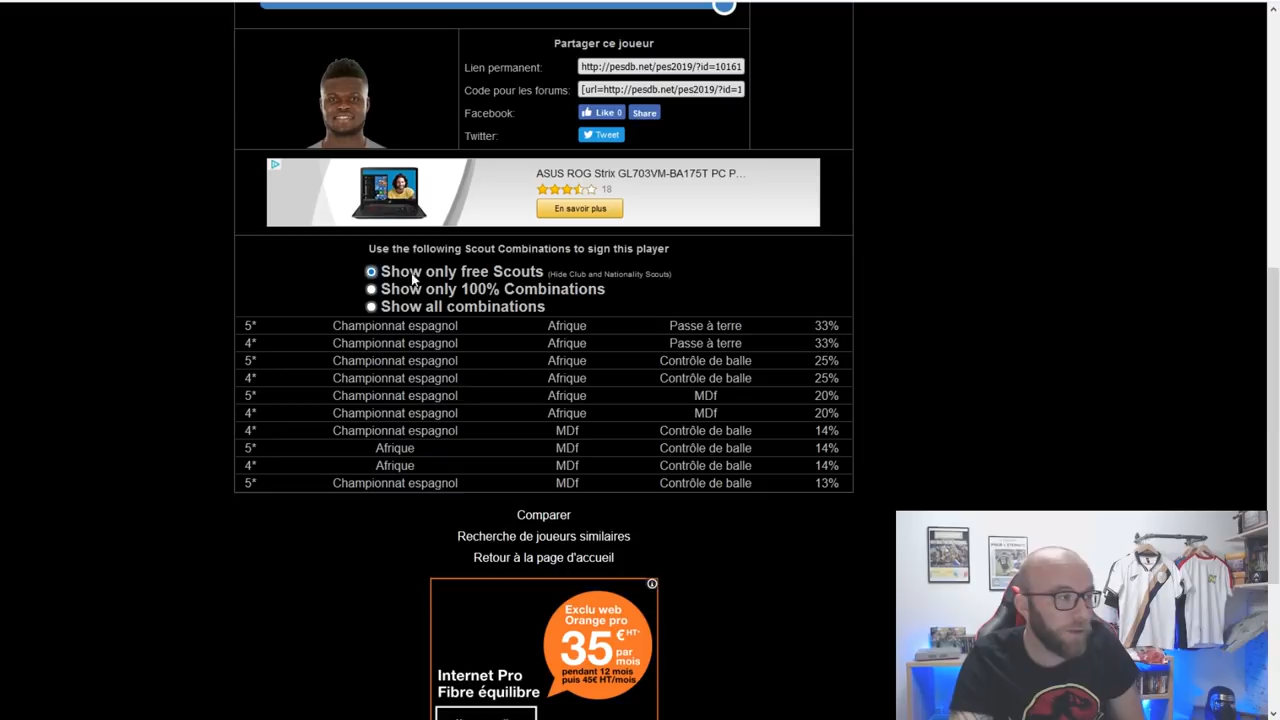 Partager ce joueur
Lien permanent: http://pesdb.net/pes2019/?id=10161
Code pour les forums: [url=http://pesdb.net/pes2019/?id=1
Facebook: Like 0 Share
Twitter: Tweet
ASUS ROG Strix GL703VM-BA175T PC P...
18
En savoir plus
Use the following Scout Combinations to sign this player
Show only free Scouts (Hide Club and Nationality Scouts)
Show only 100% Combinations
Show all combinations
5* Championnat espagnol Afrique Passe à terre 33%
4* Championnat espagnol Afrique Passe à terre 33%
5* Championnat espagnol Afrique Contrôle de balle 25%
4* Championnat espagnol Afrique Contrôle de balle 25%
5* Championnat espagnol Afrique MDf 20%
4* Championnat espagnol Afrique MDf 20%
4* Championnat espagnol MDf Contrôle de balle 14%
5* Afrique MDf Contrôle de balle 14%
4* Afrique MDf Contrôle de balle 14%
5* Championnat espagnol MDf Contrôle de balle 13%
Comparer
Recherche de joueurs similaires
Retour à la page d'accueil
Exclu web
Orange pro
35 €HT*
par
mois
pendant 12 mois
puis 45€ HT/mois
Internet Pro
Fibre équilibre